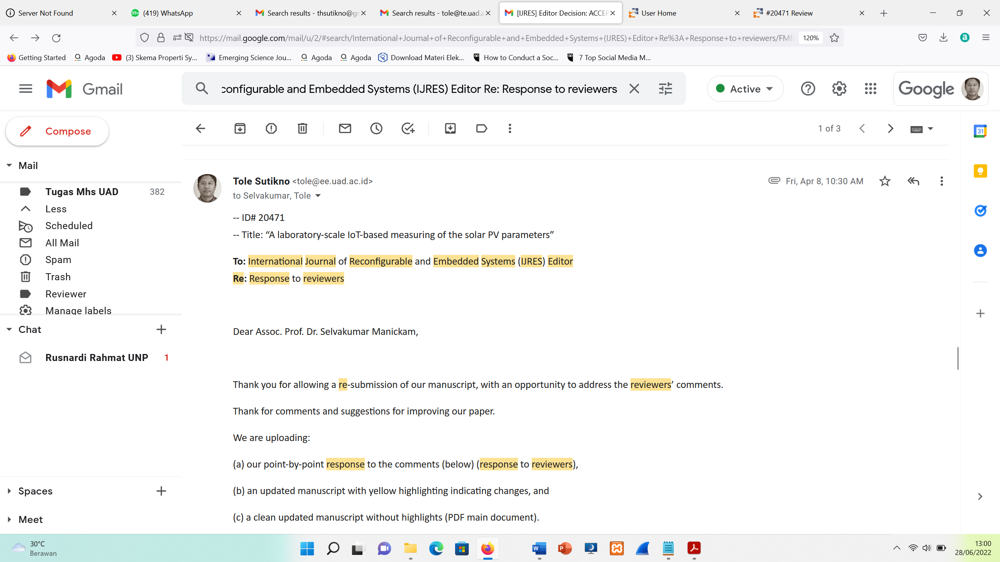 Server Not Found
(419) WhatsApp
Search results - thsutikno@gm
Search results - tole@te.uad.a
[IJRES] Editor Decision: ACCEP
User Home
#20471 Review
https://mail.google.com/mail/u/2/#search/International+Journal+of+Reconfigurable+and+Embedded+Systems+(IJRES)+Editor+Re%3A+Response+to+reviewers/FMfc
120%
Getting Started
Agoda
(3) Skema Properti Sy...
Emerging Science Jou...
Agoda
Agoda
Download Materi Elek...
How to Conduct a Soc...
7 Top Social Media M...
Gmail
configurable and Embedded Systems (IJRES) Editor Re: Response to reviewers
Active
Google
Compose
1 of 3
31
Mail
Tugas Mhs UAD 382
Less
Scheduled
All Mail
Spam
Trash
Reviewer
Manage labels
Chat
Rusnardi Rahmat UNP 1
Spaces
Meet
Tole Sutikno <tole@ee.uad.ac.id>
Fri, Apr 8, 10:30 AM
to Selvakumar, Tole
-- ID# 20471
-- Title: “A laboratory-scale IoT-based measuring of the solar PV parameters”
To: International Journal of Reconfigurable and Embedded Systems (IJRES) Editor
Re: Response to reviewers
Dear Assoc. Prof. Dr. Selvakumar Manickam,
Thank you for allowing a re-submission of our manuscript, with an opportunity to address the reviewers’ comments.
Thank for comments and suggestions for improving our paper.
We are uploading:
(a) our point-by-point response to the comments (below) (response to reviewers),
(b) an updated manuscript with yellow highlighting indicating changes, and
(c) a clean updated manuscript without highlights (PDF main document).
30°C
Berawan
13:00
28/06/2022